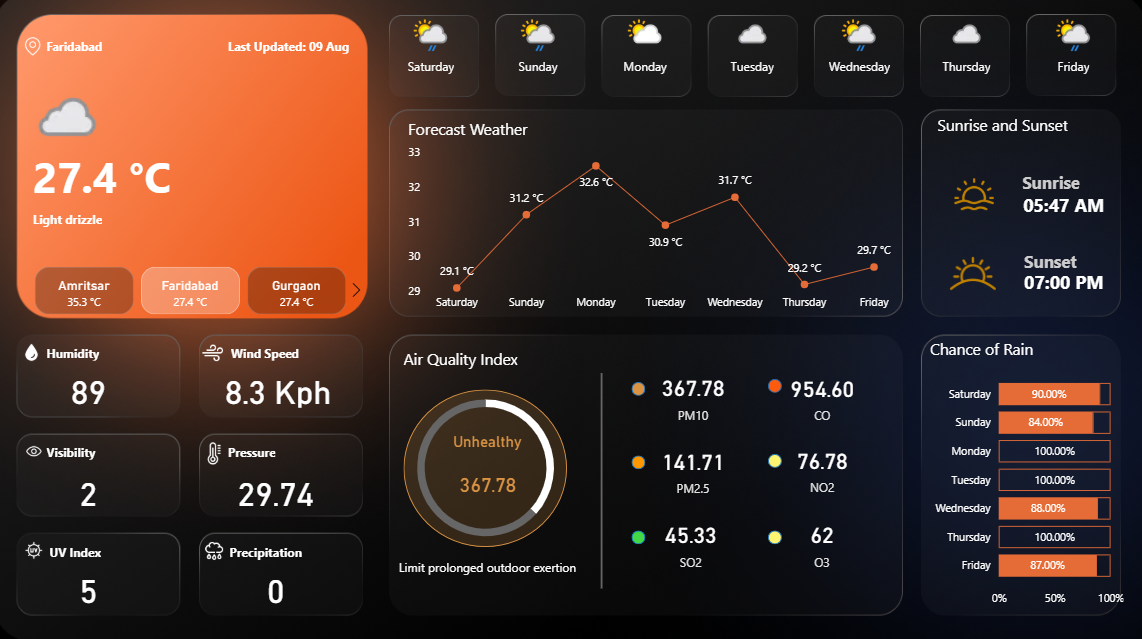 Faridabad
Last Updated: 09 Aug
27.4 °C
Light drizzle
Amritsar
35.3 °C
Faridabad
27.4 °C
Gurgaon
27.4 °C
Saturday
Sunday
Monday
Tuesday
Wednesday
Thursday
Friday
Forecast Weather
33
32
31
30
29
29.1 °C
31.2 °C
32.6 °C
30.9 °C
31.7 °C
29.2 °C
29.7 °C
Saturday
Sunday
Monday
Tuesday
Wednesday
Thursday
Friday
Sunrise and Sunset
Sunrise
05:47 AM
Sunset
07:00 PM
Humidity
89
Wind Speed
8.3 Kph
Visibility
2
Pressure
29.74
UV
UV Index
5
Precipitation
0
Air Quality Index
Unhealthy
367.78
Limit prolonged outdoor exertion
367.78
PM10
954.60
CO
141.71
PM2.5
76.78
NO2
45.33
SO2
62
O3
Chance of Rain
Saturday 90.00%
Sunday 84.00%
Monday 100.00%
Tuesday 100.00%
Wednesday 88.00%
Thursday 100.00%
Friday 87.00%
0% 50% 100%